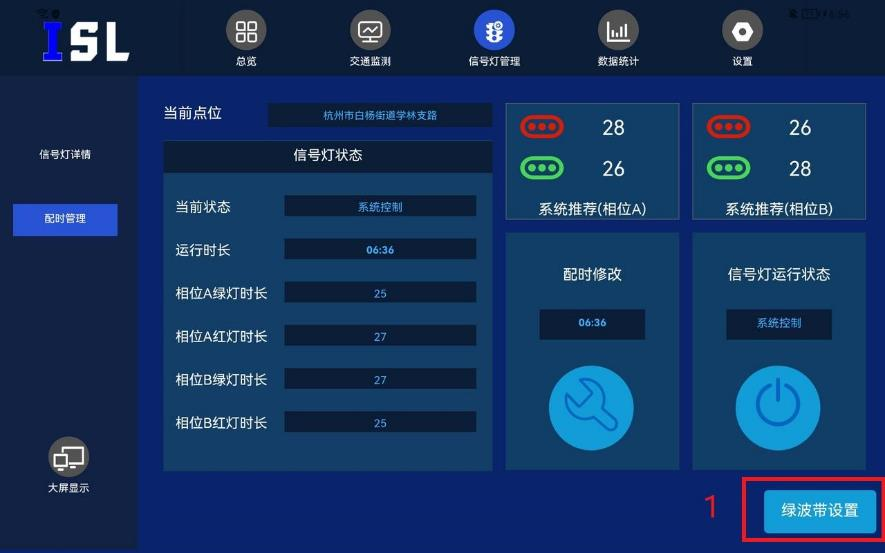 ISL
总览
交通监测
信号灯管理
数据统计
设置
信号灯详情
配时管理
大屏显示
当前点位
杭州市白杨街道学林支路
信号灯状态
当前状态
系统控制
运行时长
06:36
相位A绿灯时长
25
相位A红灯时长
27
相位B绿灯时长
27
相位B红灯时长
25
28
26
系统推荐(相位A)
26
28
系统推荐(相位B)
配时修改
06:36
信号灯运行状态
系统控制
1
绿波带设置